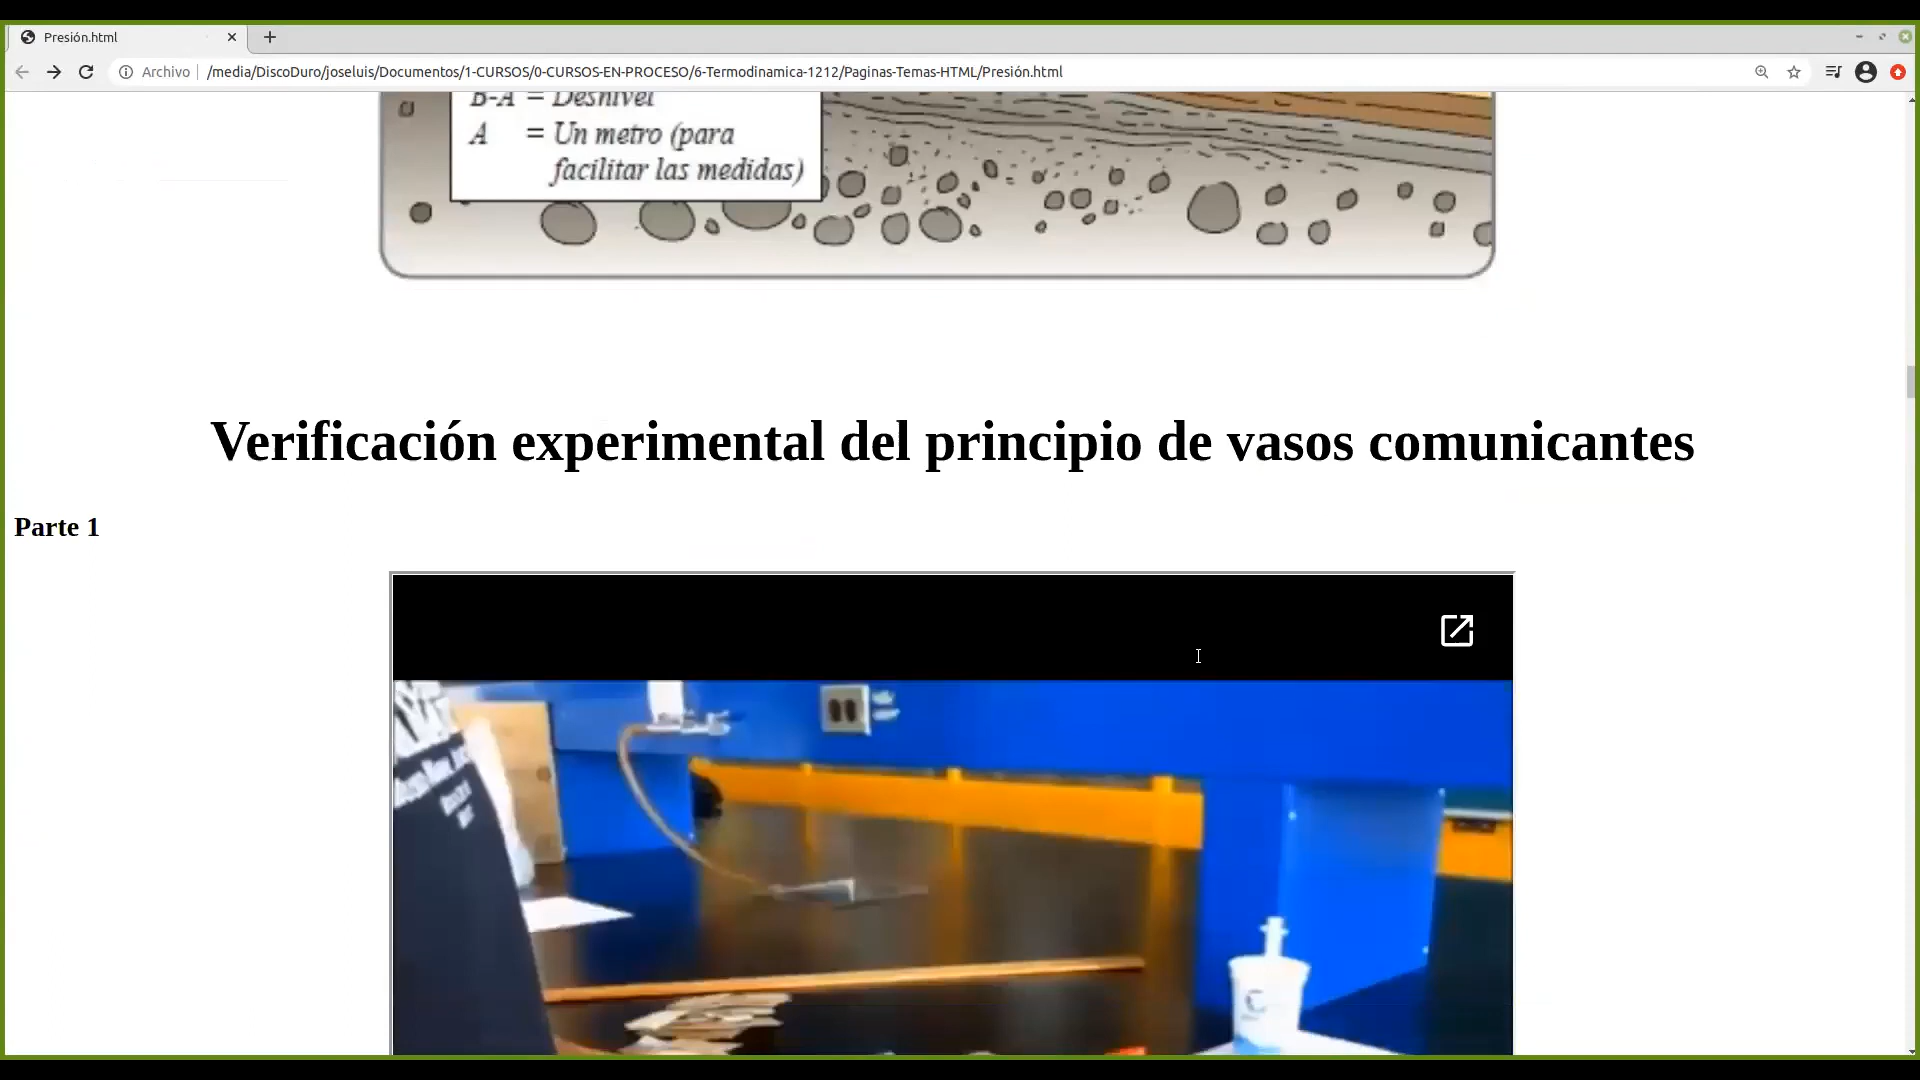 Presión.html
Archivo /media/DiscoDuro/joseluis/Documentos/1-CURSOS/0-CURSOS-EN-PROCESO/6-Termodinamica-1212/Paginas-Temas-HTML/Presión.html
B-A = Desnivel
A = Un metro (para
facilitar las medidas)
Verificación experimental del principio de vasos comunicantes
Parte 1